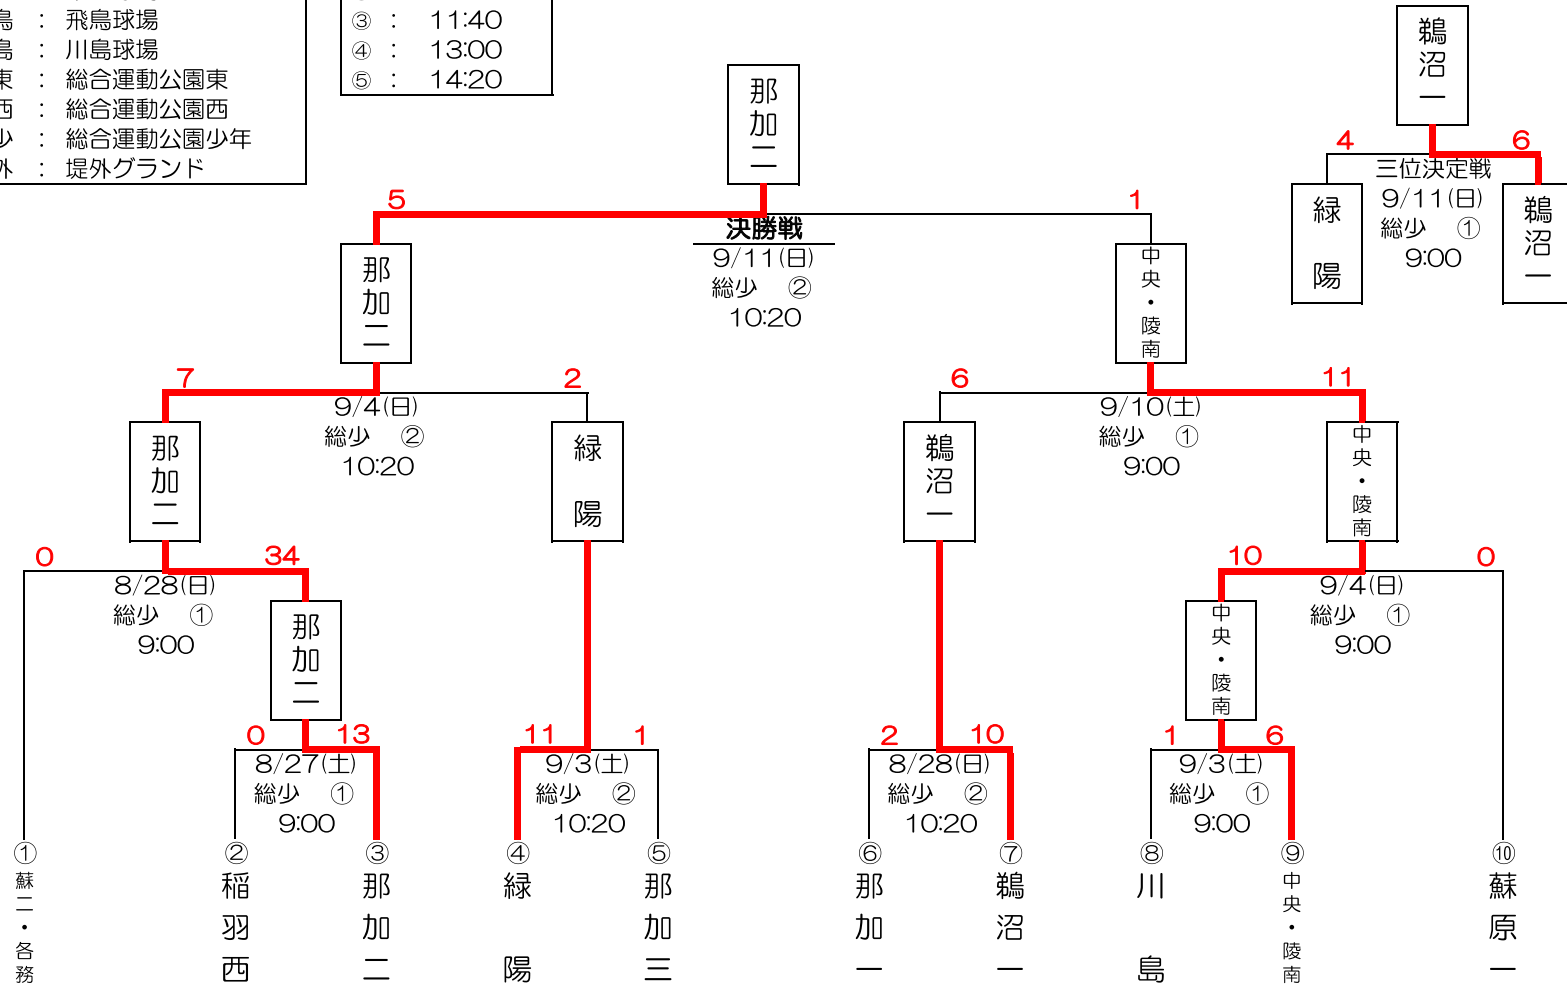 鳥 : 飛鳥球場
島 : 川島球場
東 : 総合運動公園東
西 : 総合運動公園西
少 : 総合運動公園少年
外 : 堤外グランド
③ : 11:40
④ : 13:00
⑤ : 14:20
那加二
鵜沼一
4
6
三位決定戦
9/11(日)
総少 ①
9:00
緑陽
鵜沼一
5
1
決勝戦
9/11(日)
総少 ②
10:20
那加二
中央・陵南
7
2
9/4(日)
総少 ②
10:20
6
11
9/10(土)
総少 ①
9:00
那加二
緑陽
鵜沼一
中央・陵南
0
34
8/28(日)
総少 ①
9:00
10
0
9/4(日)
総少 ①
9:00
那加二
中央・陵南
0
13
8/27(土)
総少 ①
9:00
11
1
9/3(土)
総少 ②
10:20
2
10
8/28(日)
総少 ②
10:20
1
6
9/3(土)
総少 ①
9:00
①蘇二・各務
②稲羽西
③那加二
④緑陽
⑤那加三
⑥那加一
⑦鵜沼一
⑧川島
⑨中央・陵南
⑩蘇原一